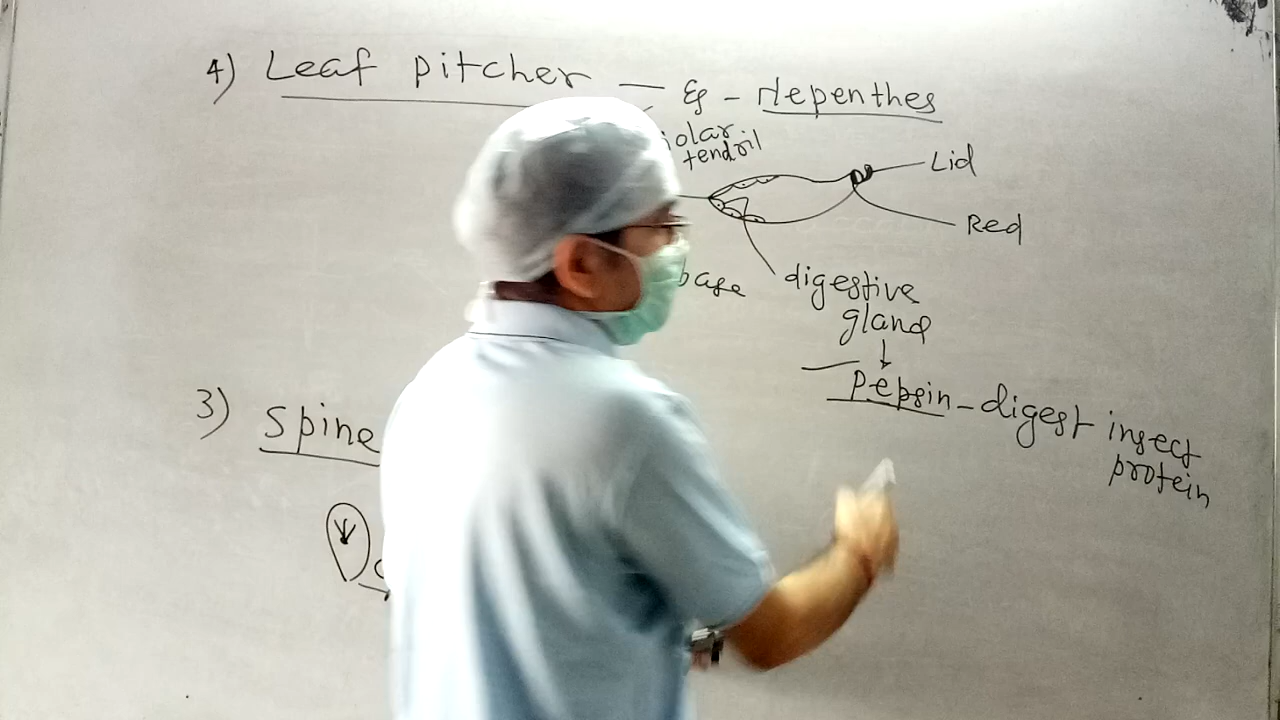 4) Leaf pitcher — Eg - Nepenthes
iolar
tendril
Lid
Red
base
digestive
gland
Pepsin - digest insect
protein
3) Spine